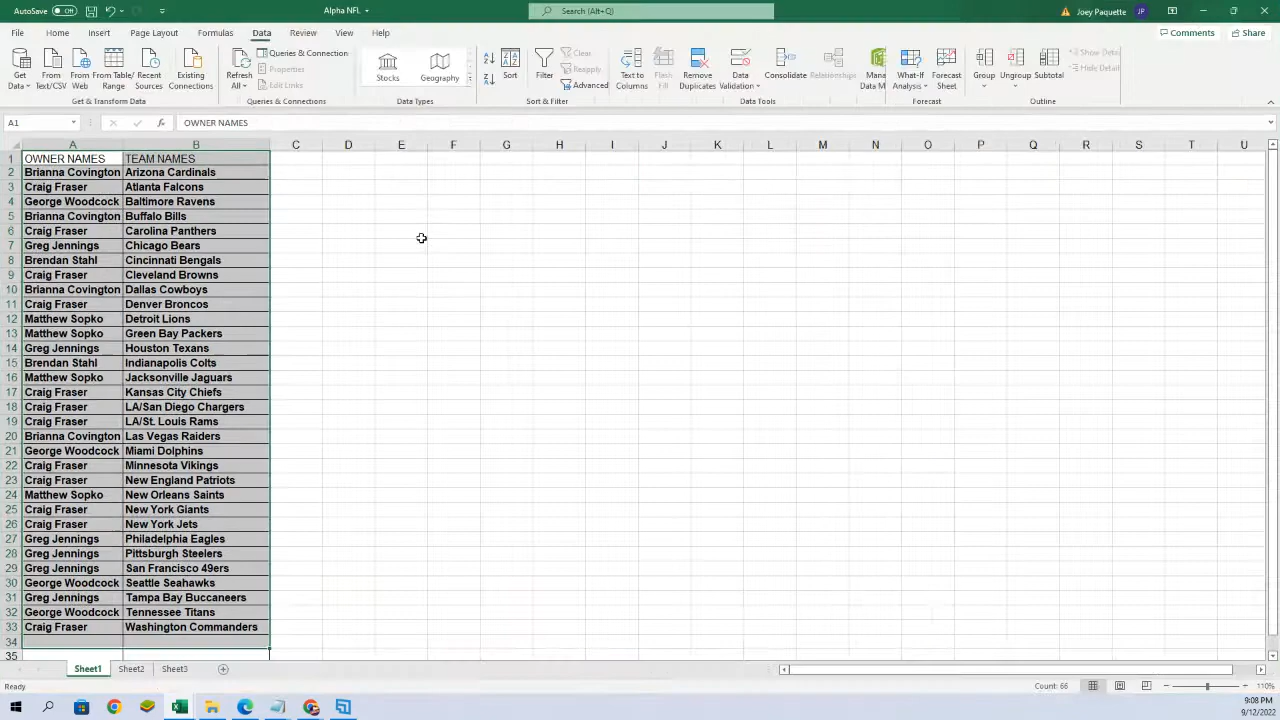 AutoSave Off Alpha NFL Search (Alt+Q) Joey Paquette JP
File Home Insert Page Layout Formulas Data Review View Help Comments Share
Get Data From Text/CSV From Web From Table/ Range Recent Sources Existing Connections Refresh All Queries & Connections Properties Edit Links Stocks Geography Sort Filter Clear Reapply Advanced Text to Columns Flash Fill Remove Duplicates Data Validation Consolidate Relationships Mana Data M What-If Analysis Forecast Sheet Group Ungroup Subtotal Show Deta Hide Detail
Get & Transform Data Queries & Connections Data Types Sort & Filter Data Tools Forecast Outline
A1 fx OWNER NAMES
A B C D E F G H I J K L M N O P Q R S T U
1 OWNER NAMES TEAM NAMES
2 Brianna Covington Arizona Cardinals
3 Craig Fraser Atlanta Falcons
4 George Woodcock Baltimore Ravens
5 Brianna Covington Buffalo Bills
6 Craig Fraser Carolina Panthers
7 Greg Jennings Chicago Bears
8 Brendan Stahl Cincinnati Bengals
9 Craig Fraser Cleveland Browns
10 Brianna Covington Dallas Cowboys
11 Craig Fraser Denver Broncos
12 Matthew Sopko Detroit Lions
13 Matthew Sopko Green Bay Packers
14 Greg Jennings Houston Texans
15 Brendan Stahl Indianapolis Colts
16 Matthew Sopko Jacksonville Jaguars
17 Craig Fraser Kansas City Chiefs
18 Craig Fraser LA/San Diego Chargers
19 Craig Fraser LA/St. Louis Rams
20 Brianna Covington Las Vegas Raiders
21 George Woodcock Miami Dolphins
22 Craig Fraser Minnesota Vikings
23 Craig Fraser New England Patriots
24 Matthew Sopko New Orleans Saints
25 Craig Fraser New York Giants
26 Craig Fraser New York Jets
27 Greg Jennings Philadelphia Eagles
28 Greg Jennings Pittsburgh Steelers
29 Greg Jennings San Francisco 49ers
30 George Woodcock Seattle Seahawks
31 Greg Jennings Tampa Bay Buccaneers
32 George Woodcock Tennessee Titans
33 Craig Fraser Washington Commanders
34
35
Sheet1 Sheet2 Sheet3
Ready Count: 66 110%
9:08 PM
9/12/2022